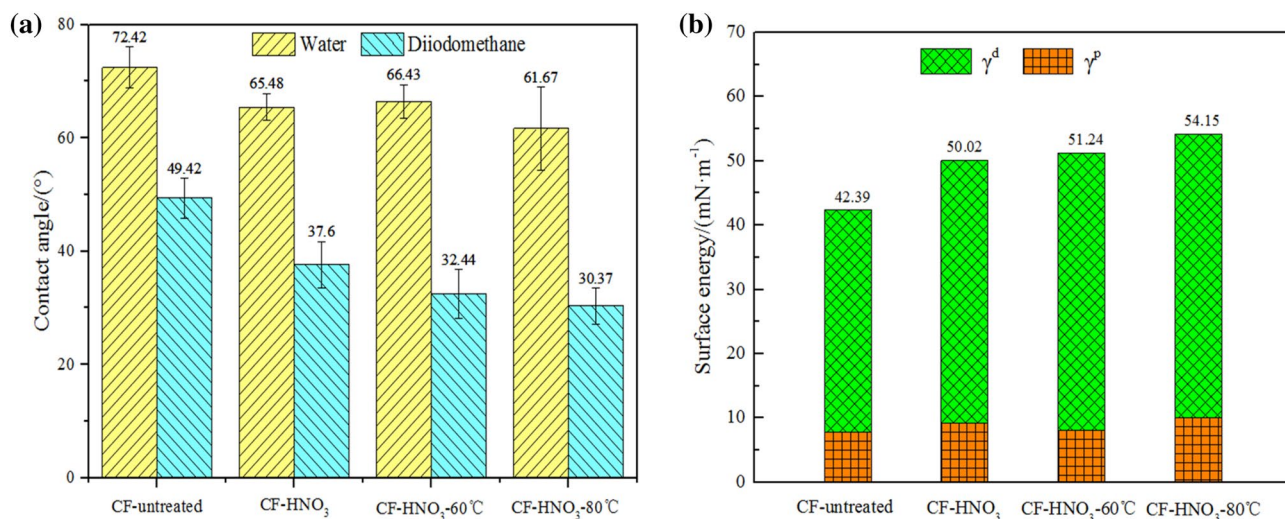 (a)
Water
Diiodomethane
Contact angle/(°)
80
60
40
20
0
72.42
49.42
65.48
37.6
66.43
32.44
61.67
30.37
CF-untreated
CF-HNO₃
CF-HNO₃-60℃
CF-HNO₃-80℃
(b)
γᵈ
γᵖ
Surface energy/(mN·m⁻¹)
70
60
50
40
30
20
10
0
42.39
50.02
51.24
54.15
CF-untreated
CF-HNO₃
CF-HNO₃-60℃
CF-HNO₃-80℃